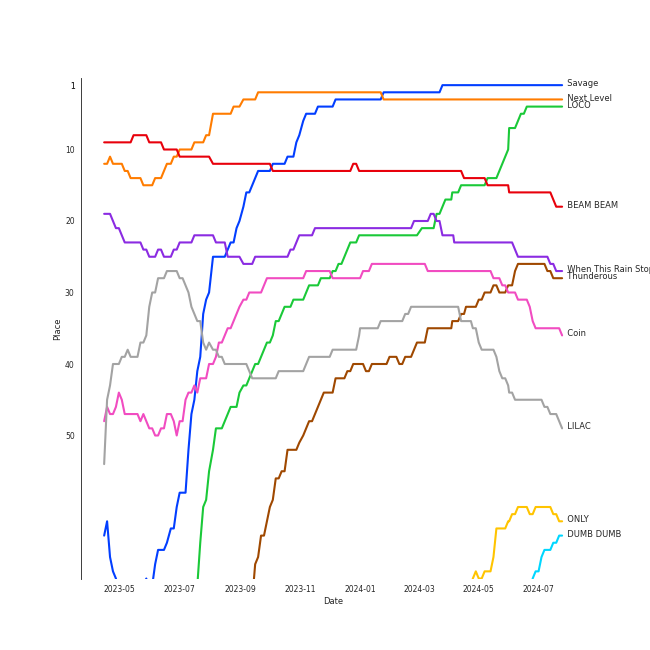 1
10
20
30
40
50
Place
Savage
Next Level
LOCO
BEAM BEAM
When This Rain Stop
Thunderous
Coin
LILAC
ONLY
DUMB DUMB
2023-05
2023-07
2023-09
2023-11
2024-01
2024-03
2024-05
2024-07
Date